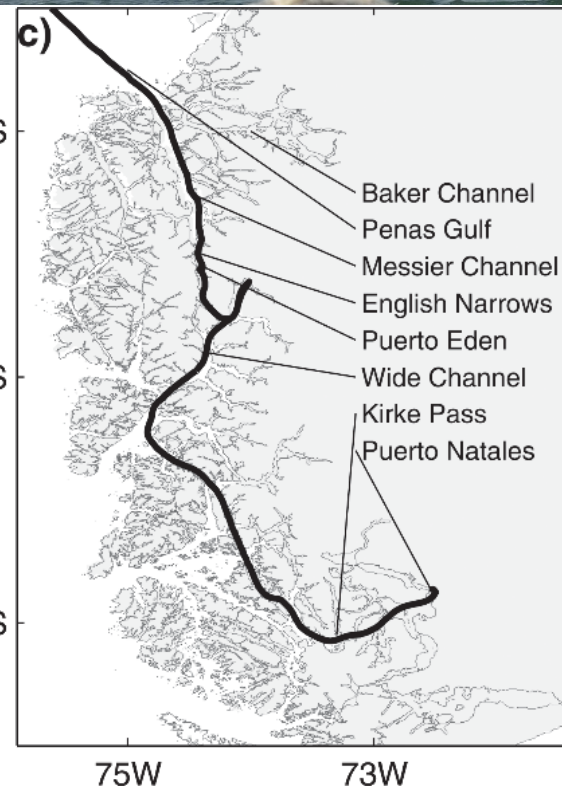 c)
S
Baker Channel
Penas Gulf
Messier Channel
English Narrows
Puerto Eden
S
Wide Channel
Kirke Pass
Puerto Natales
S
75W 73W